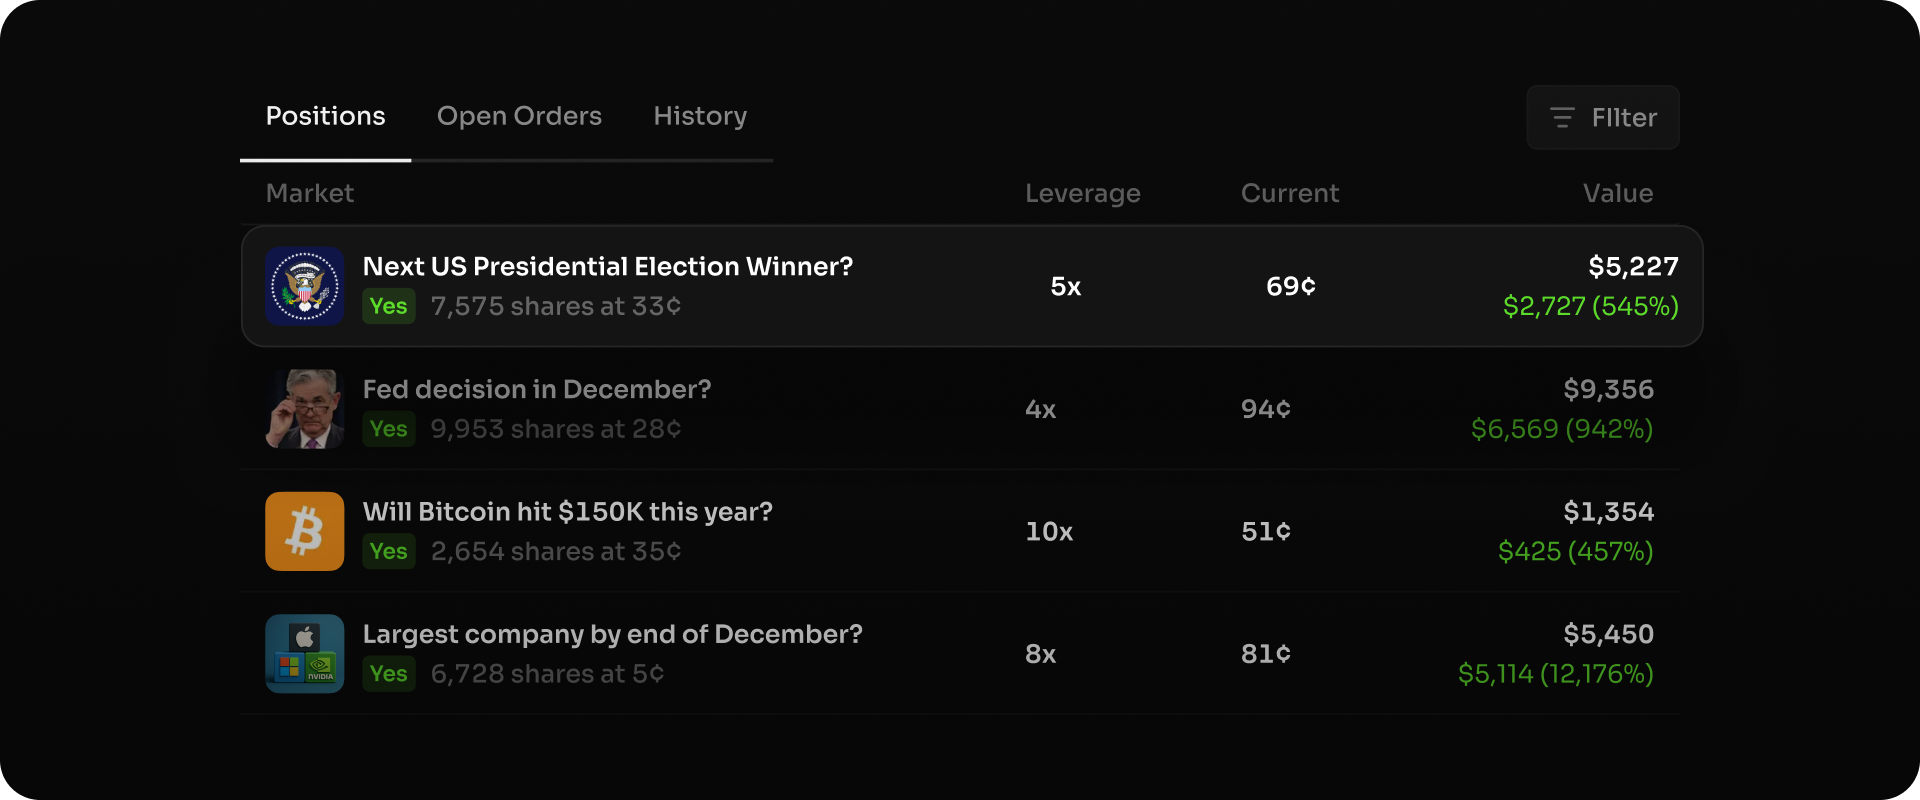 Positions Open Orders History FIlter
Market Leverage Current Value
Next US Presidential Election Winner? 5x 69¢ $5,227
Yes 7,575 shares at 33¢ $2,727 (545%)
Fed decision in December? 4x 94¢ $9,356
Yes 9,953 shares at 28¢ $6,569 (942%)
Will Bitcoin hit $150K this year? 10x 51¢ $1,354
Yes 2,654 shares at 35¢ $425 (457%)
Largest company by end of December? 8x 81¢ $5,450
Yes 6,728 shares at 5¢ $5,114 (12,176%)
NVIDIA